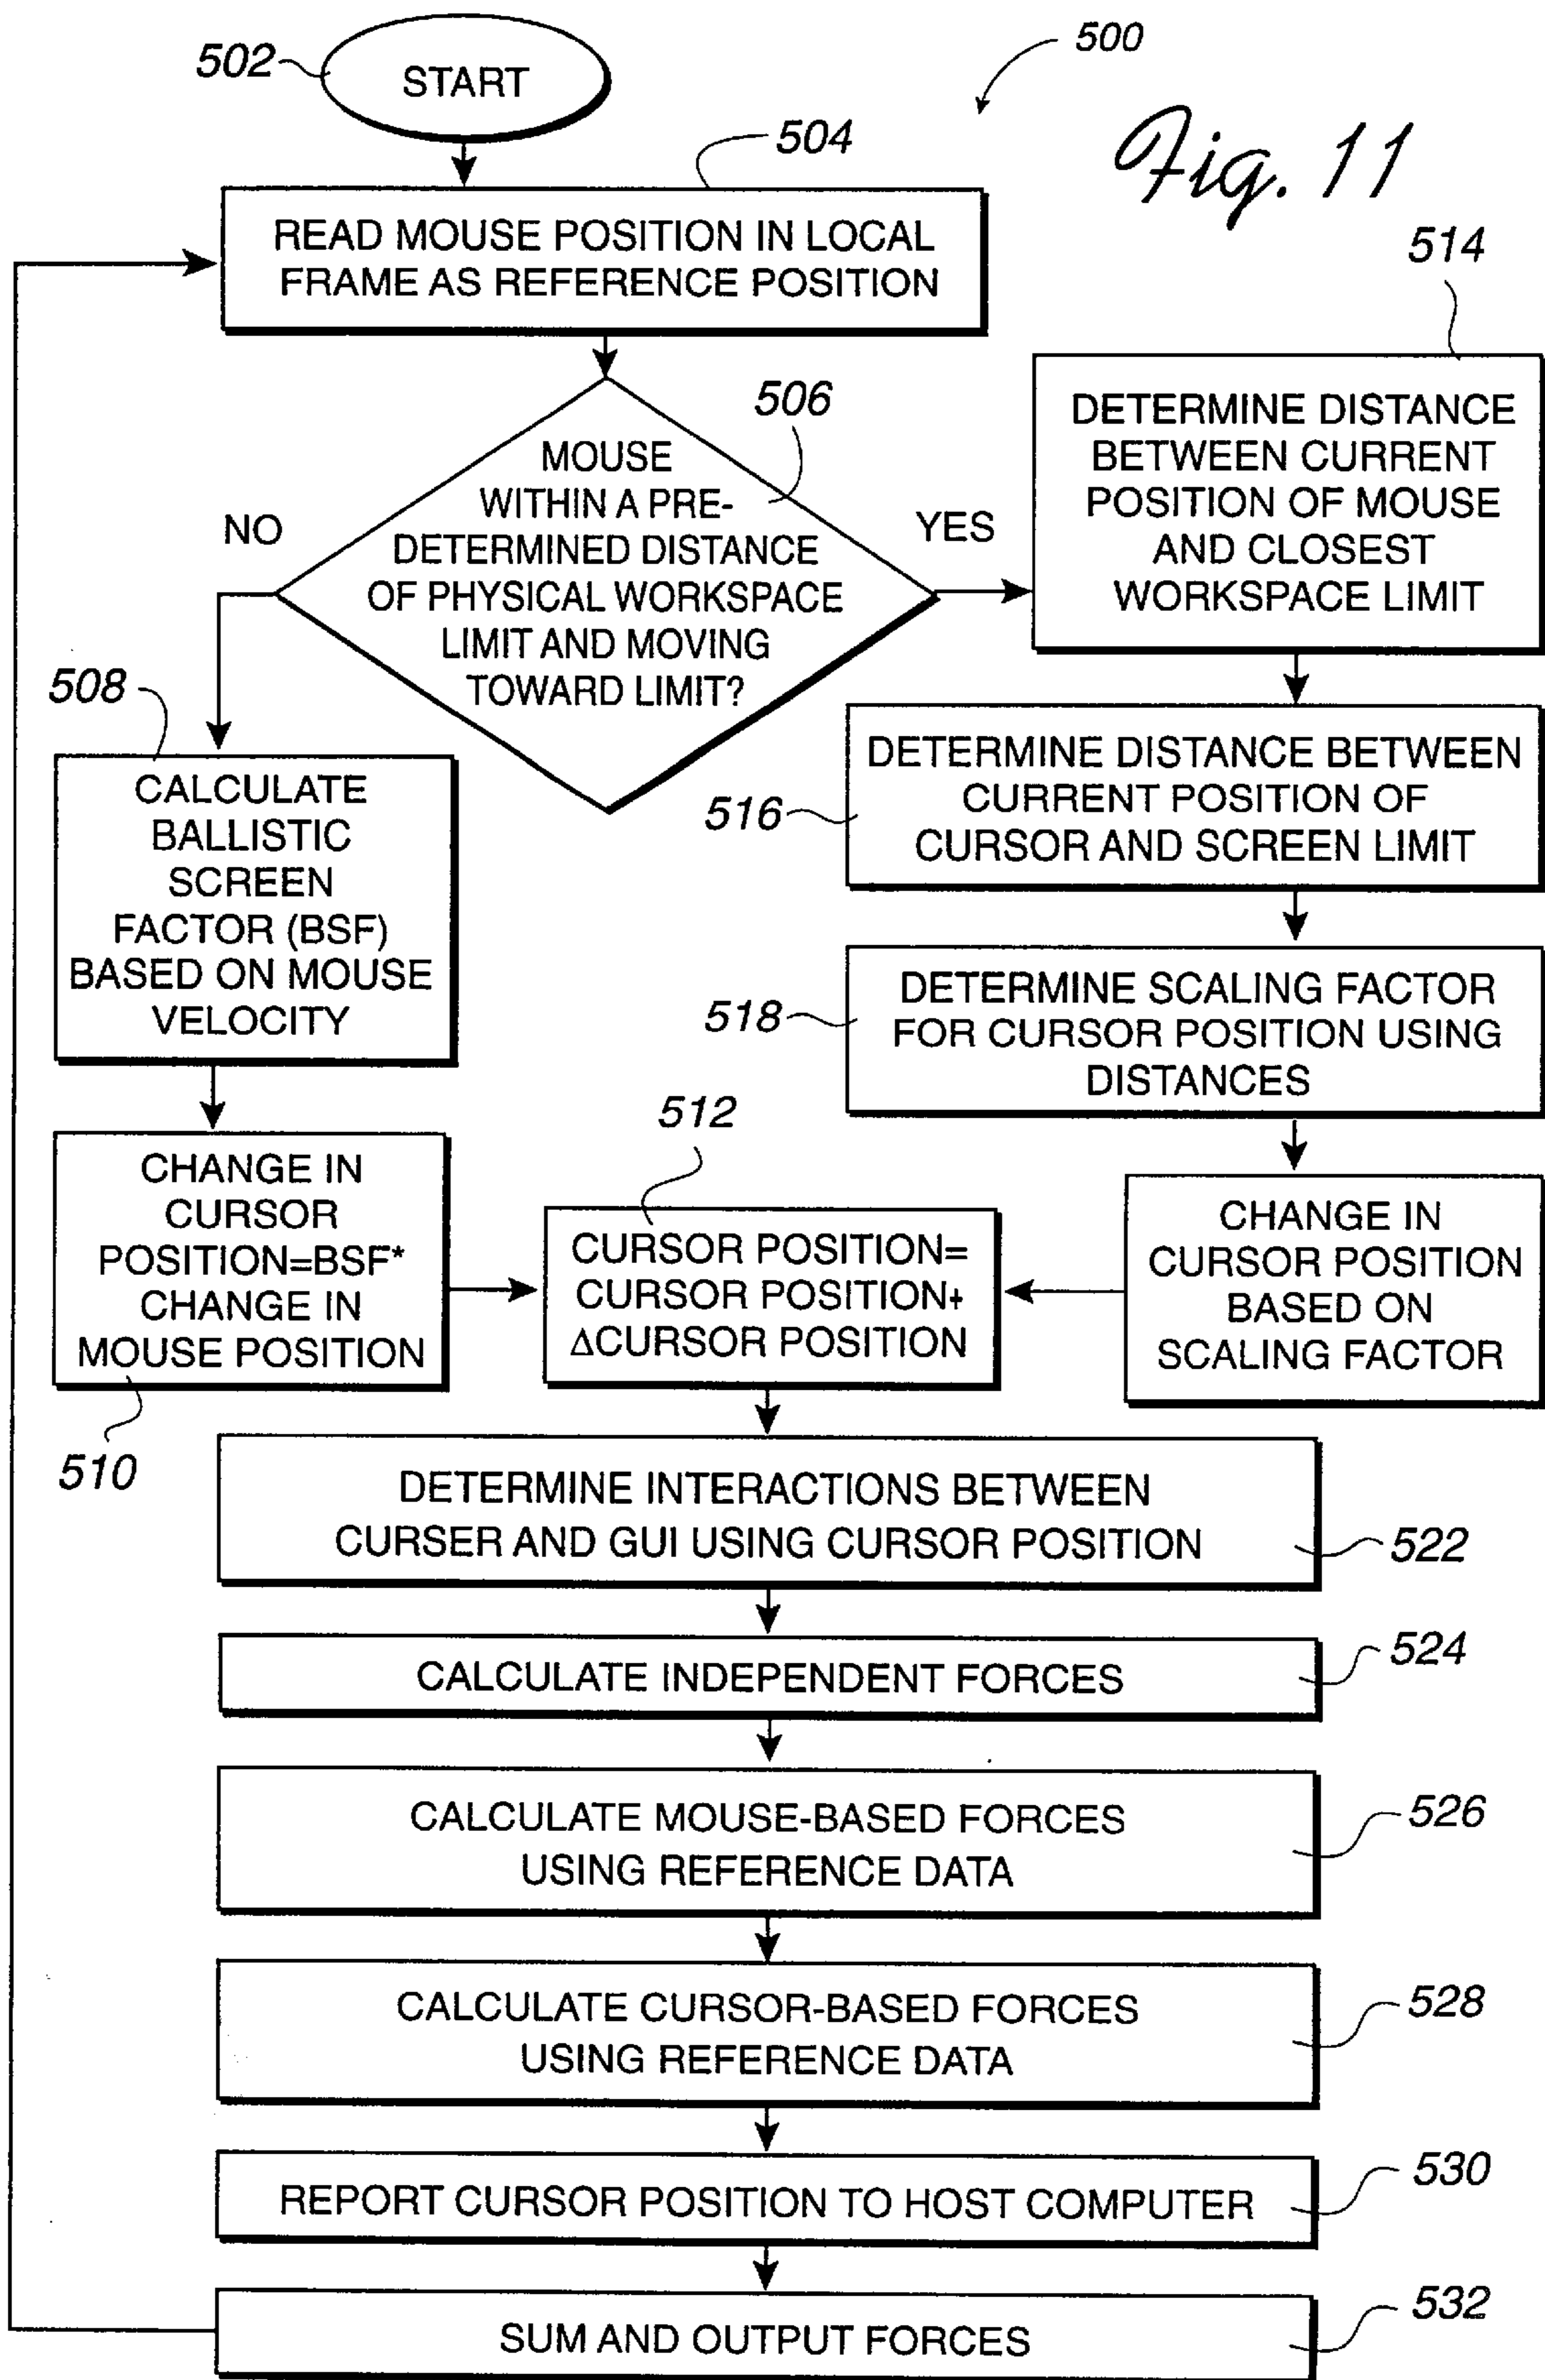 502
START
500
Fig. 11
504
READ MOUSE POSITION IN LOCAL
FRAME AS REFERENCE POSITION
514
506
MOUSE
WITHIN A PRE-
DETERMINED DISTANCE
OF PHYSICAL WORKSPACE
LIMIT AND MOVING
TOWARD LIMIT?
NO
YES
DETERMINE DISTANCE
BETWEEN CURRENT
POSITION OF MOUSE
AND CLOSEST
WORKSPACE LIMIT
508
CALCULATE
BALLISTIC
SCREEN
FACTOR (BSF)
BASED ON MOUSE
VELOCITY
516
DETERMINE DISTANCE BETWEEN
CURRENT POSITION OF
CURSOR AND SCREEN LIMIT
518
DETERMINE SCALING FACTOR
FOR CURSOR POSITION USING
DISTANCES
CHANGE IN
CURSOR
POSITION=BSF*
CHANGE IN
MOUSE POSITION
510
512
CURSOR POSITION=
CURSOR POSITION+
ΔCURSOR POSITION
CHANGE IN
CURSOR POSITION
BASED ON
SCALING FACTOR
DETERMINE INTERACTIONS BETWEEN
CURSER AND GUI USING CURSOR POSITION
522
CALCULATE INDEPENDENT FORCES
524
CALCULATE MOUSE-BASED FORCES
USING REFERENCE DATA
526
CALCULATE CURSOR-BASED FORCES
USING REFERENCE DATA
528
REPORT CURSOR POSITION TO HOST COMPUTER
530
SUM AND OUTPUT FORCES
532